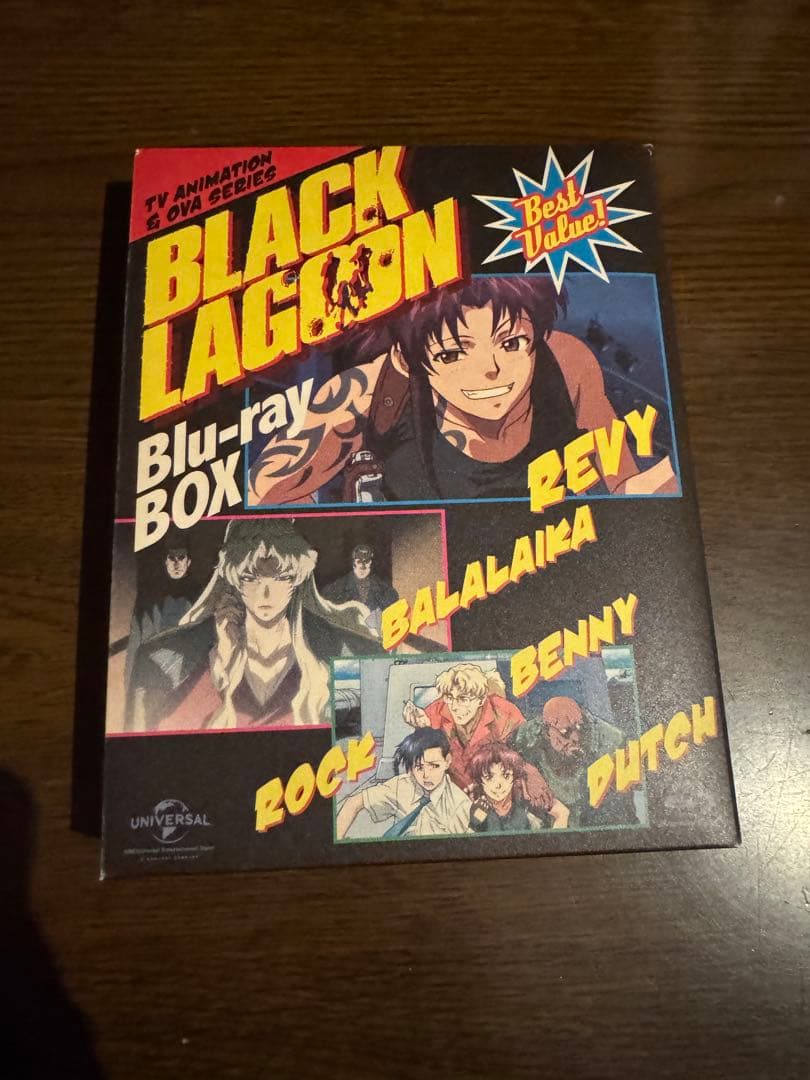 TV ANIMATION
& OVA SERIES
BLACK
LAGOON
Best
Value!
Blu-ray
BOX
REVY
BALALAIKA
BENNY
ROCK
DUTCH
UNIVERSAL